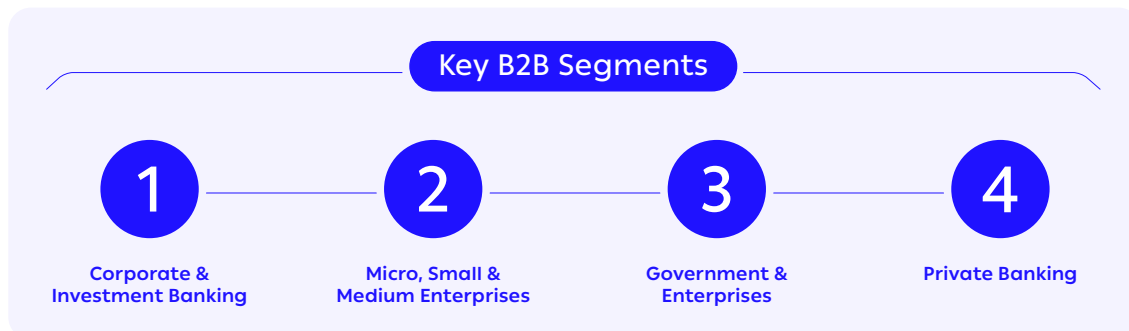 Key B2B Segments
1
2
3
4
Corporate &
Investment Banking
Micro, Small &
Medium Enterprises
Government &
Enterprises
Private Banking